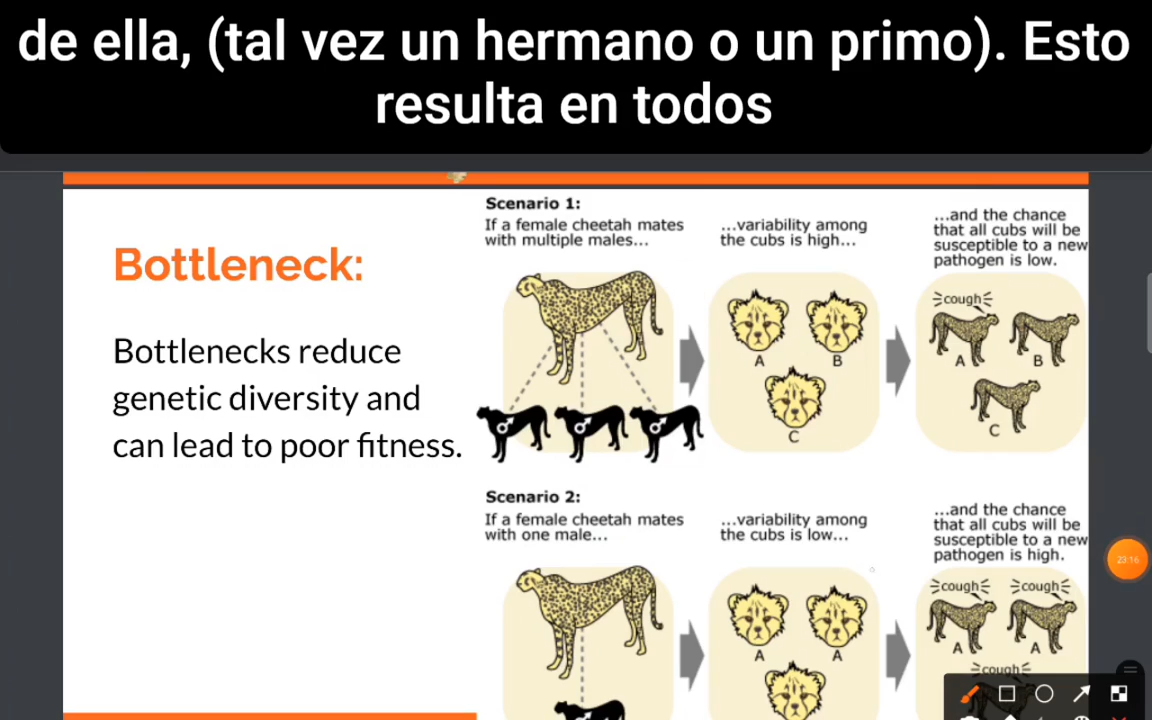 de ella, (tal vez un hermano o un primo). Esto
resulta en todos
Bottleneck:
Bottlenecks reduce
genetic diversity and
can lead to poor fitness.
Scenario 1:
If a female cheetah mates
with multiple males...
...variability among
the cubs is high...
...and the chance
that all cubs will be
susceptible to a new
pathogen is low.
cough
A
B
C
A
B
C
Scenario 2:
If a female cheetah mates
with one male...
...variability among
the cubs is low...
...and the chance
that all cubs will be
susceptible to a new
pathogen is high.
cough
cough
A
A
A
A
cough
23:16